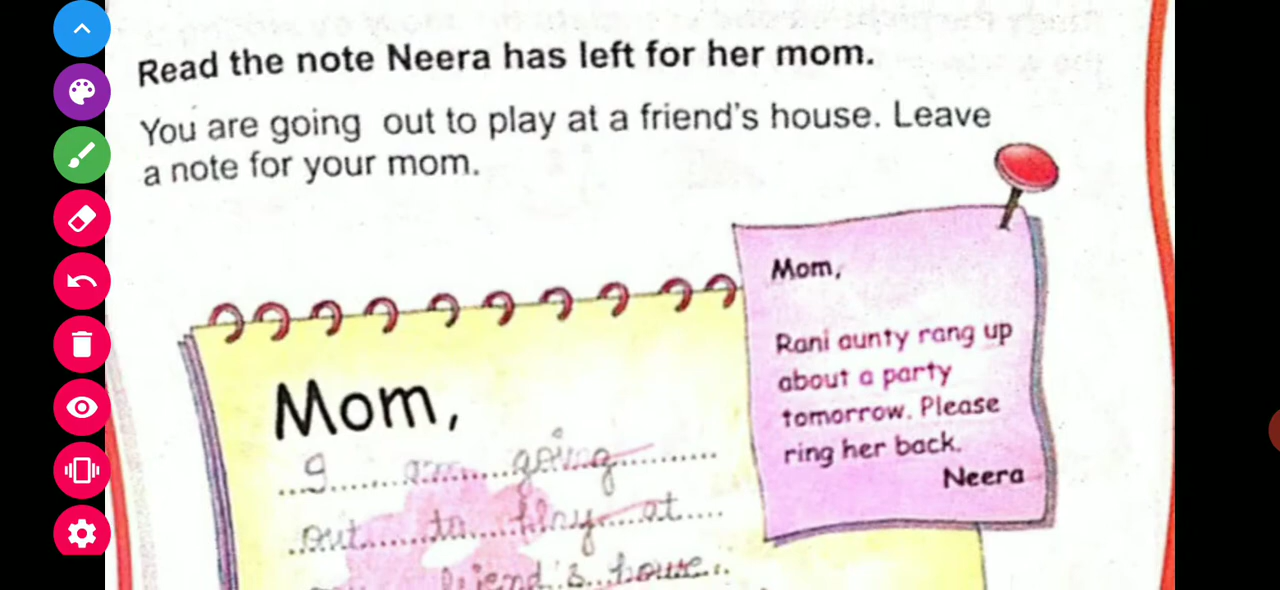 Read the note Neera has left for her mom.
You are going out to play at a friend's house. Leave
a note for your mom.
Mom,
Rani aunty rang up
about a party
tomorrow. Please
ring her back.
Neera
Mom,
I am going
out to play at
friend's house.